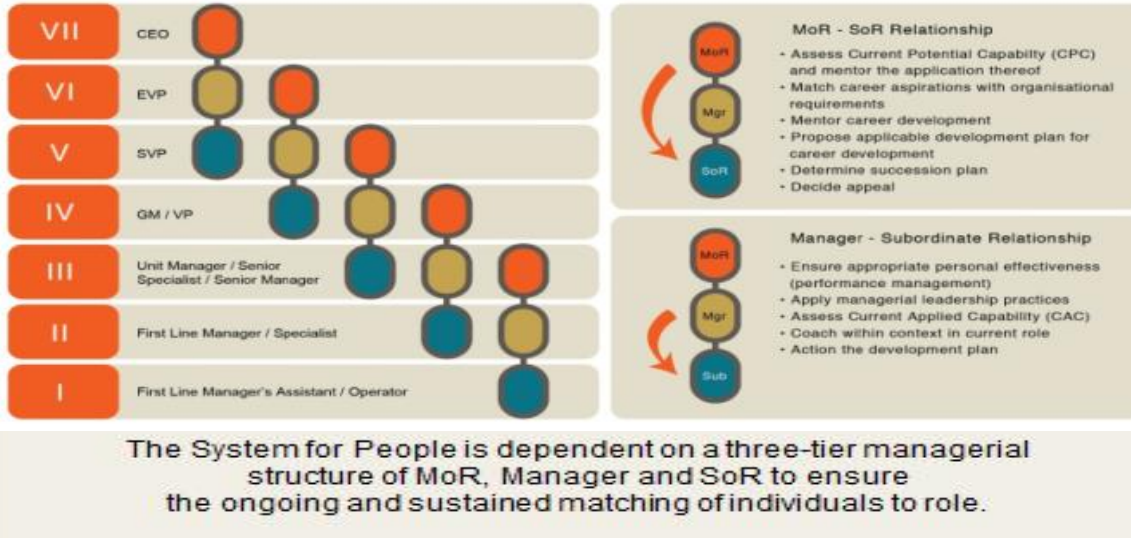 VII
CEO
VI
EVP
V
SVP
IV
GM / VP
III
Unit Manager / Senior
Specialist / Senior Manager
II
First Line Manager / Specialist
I
First Line Manager's Assistant / Operator
MoR - SoR Relationship
MoR
Mgr
SoR
• Assess Current Potential Capabilty (CPC)
and mentor the application thereof
• Match career aspirations with organisational
requirements
• Mentor career development
• Propose applicable development plan for
career development
• Determine succession plan
• Decide appeal
Manager - Subordinate Relationship
MoR
Mgr
Sub
• Ensure appropriate personal effectiveness
(performance management)
• Apply managerial leadership practices
• Assess Current Applied Capability (CAC)
• Coach within context in current role
• Action the development plan
The System for People is dependent on a three-tier managerial
structure of MoR, Manager and SoR to ensure
the ongoing and sustained matching of individuals to role.